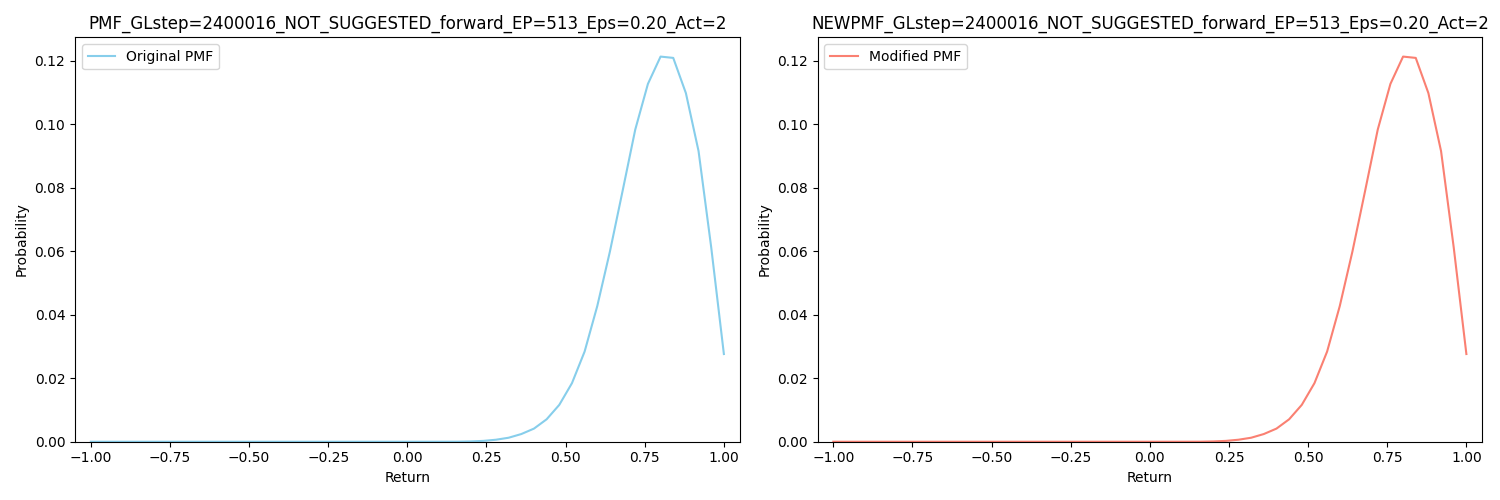 PMF_GLstep=2400016_NOT_SUGGESTED_forward_EP=513_Eps=0.20_Act=2
Original PMF
Probability
0.12
0.10
0.08
0.06
0.04
0.02
0.00
−1.00 −0.75 −0.50 −0.25 0.00 0.25 0.50 0.75 1.00
Return
NEWPMF_GLstep=2400016_NOT_SUGGESTED_forward_EP=513_Eps=0.20_Act=2
Modified PMF
Probability
0.12
0.10
0.08
0.06
0.04
0.02
0.00
−1.00 −0.75 −0.50 −0.25 0.00 0.25 0.50 0.75 1.00
Return